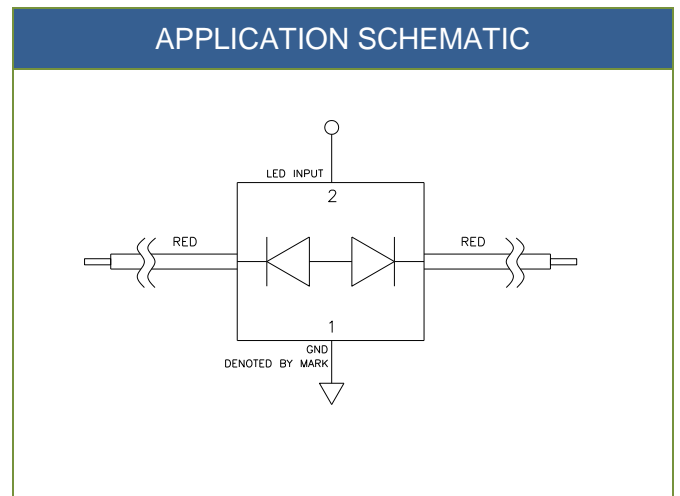 APPLICATION SCHEMATIC
LED INPUT
2
RED
RED
1
GND
DENOTED BY MARK